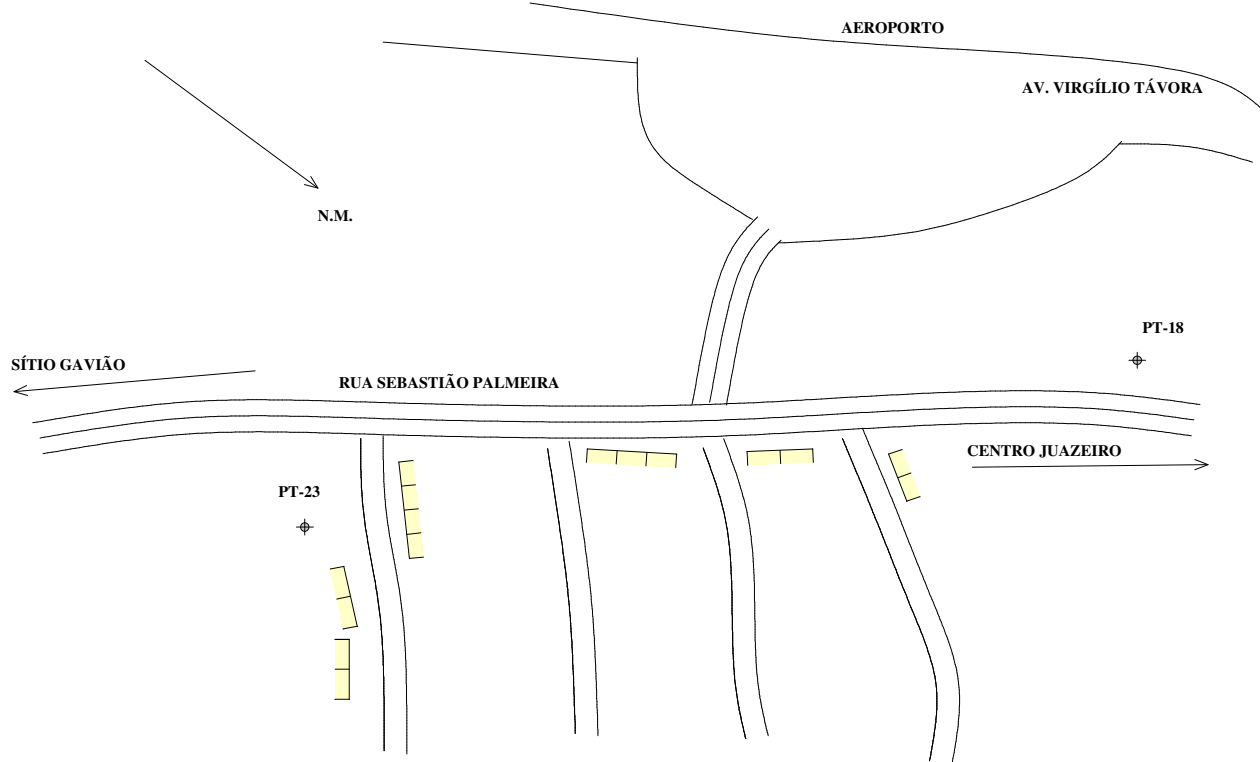 AEROPORTO
AV. VIRGÍLIO TÁVORA
N.M.
PT-18
SÍTIO GAVIÃO
RUA SEBASTIÃO PALMEIRA
CENTRO JUAZEIRO
PT-23